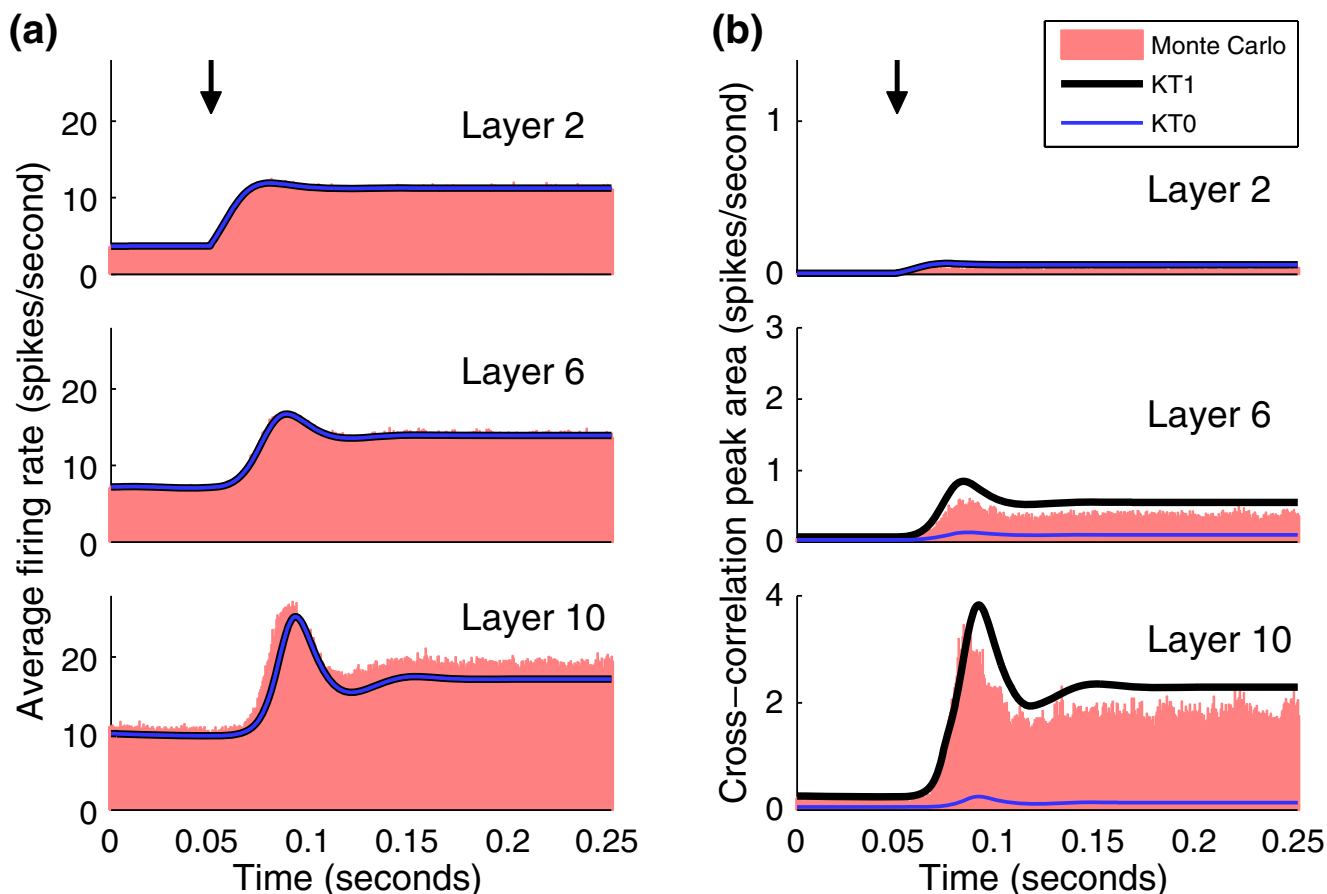 (a)
Average firing rate (spikes/second)
Layer 2
20
10
0
Layer 6
20
10
0
Layer 10
20
10
0
0 0.05 0.1 0.15 0.2 0.25
Time (seconds)
(b)
Monte Carlo
KT1
KT0
Cross−correlation peak area (spikes/second)
Layer 2
1
0
Layer 6
3
2
1
0
Layer 10
4
2
0
0 0.05 0.1 0.15 0.2 0.25
Time (seconds)